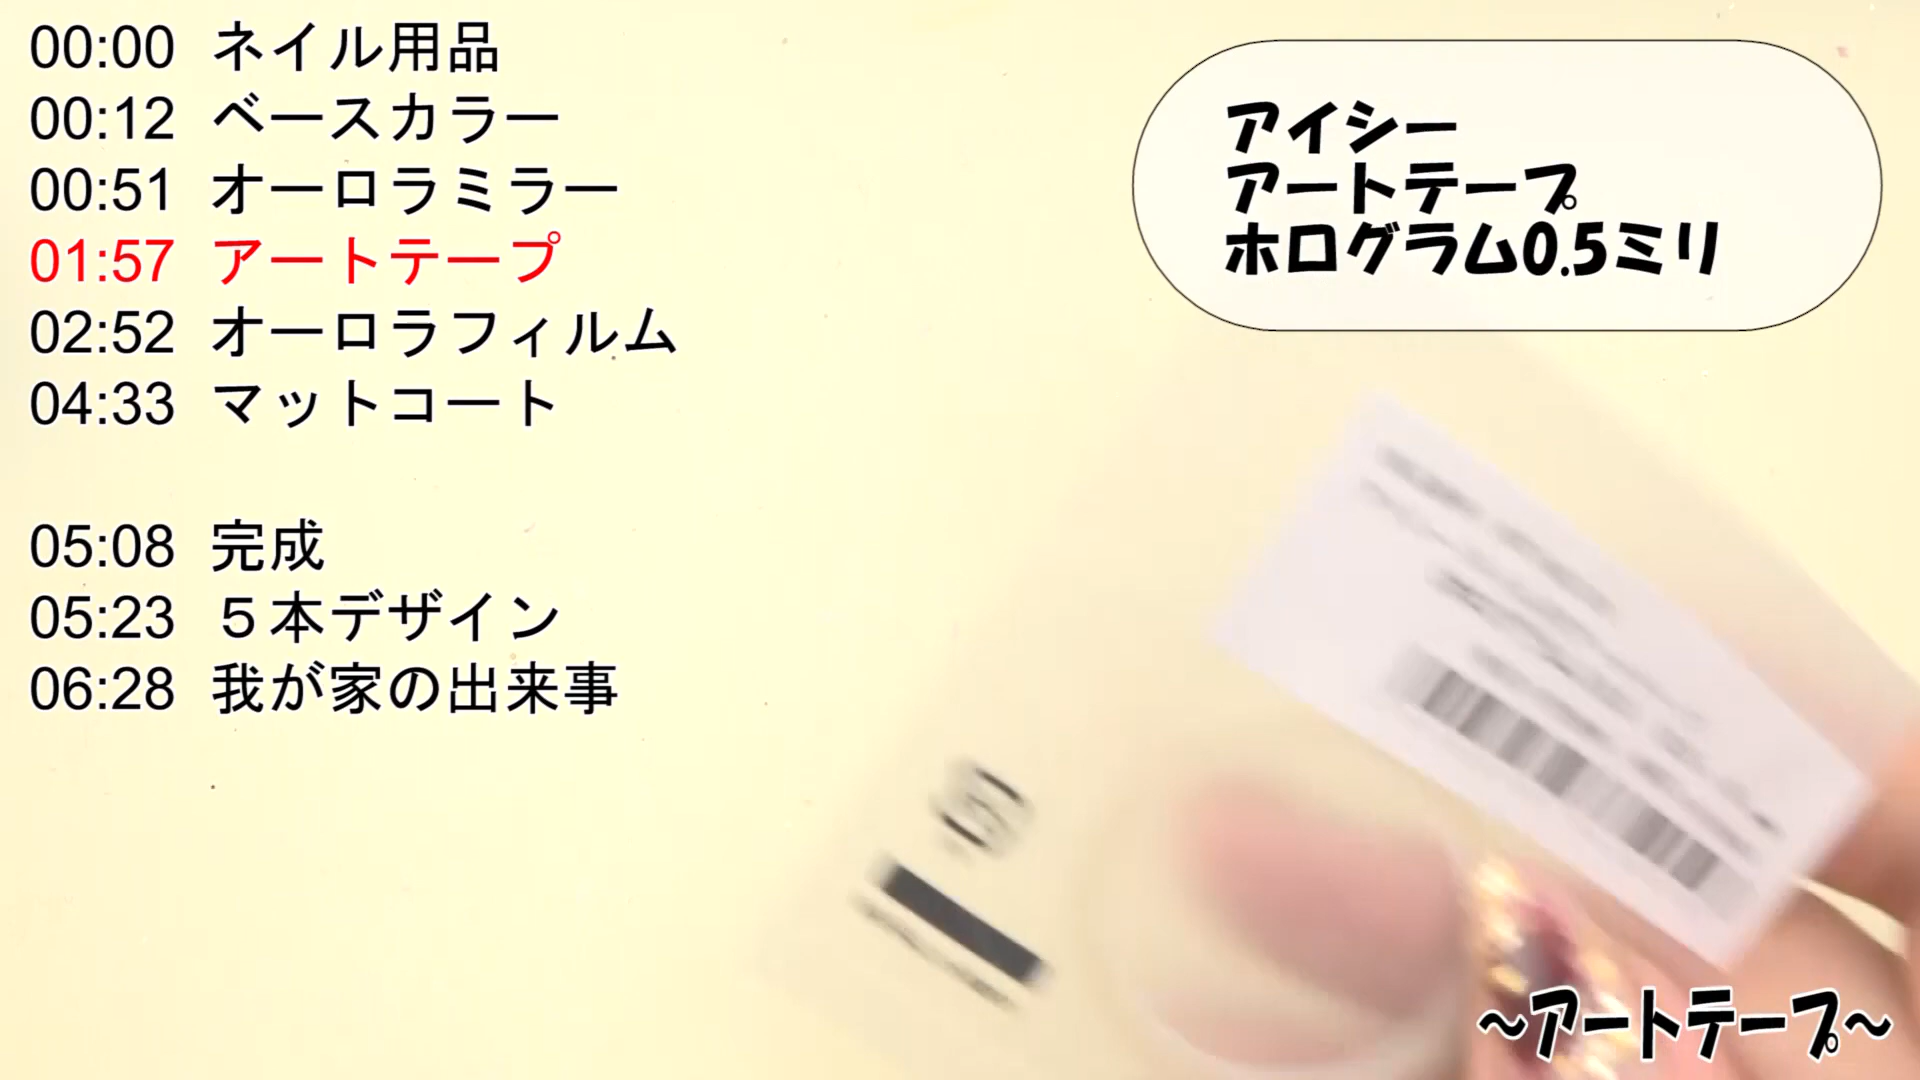 00:00 ネイル用品
00:12 ベースカラー
00:51 オーロラミラー
01:57 アートテープ
02:52 オーロラフィルム
04:33 マットコート
05:08 完成
05:23 ５本デザイン
06:28 我が家の出来事
アイシー
アートテープ
ホログラム0.5ミリ
～アートテープ～